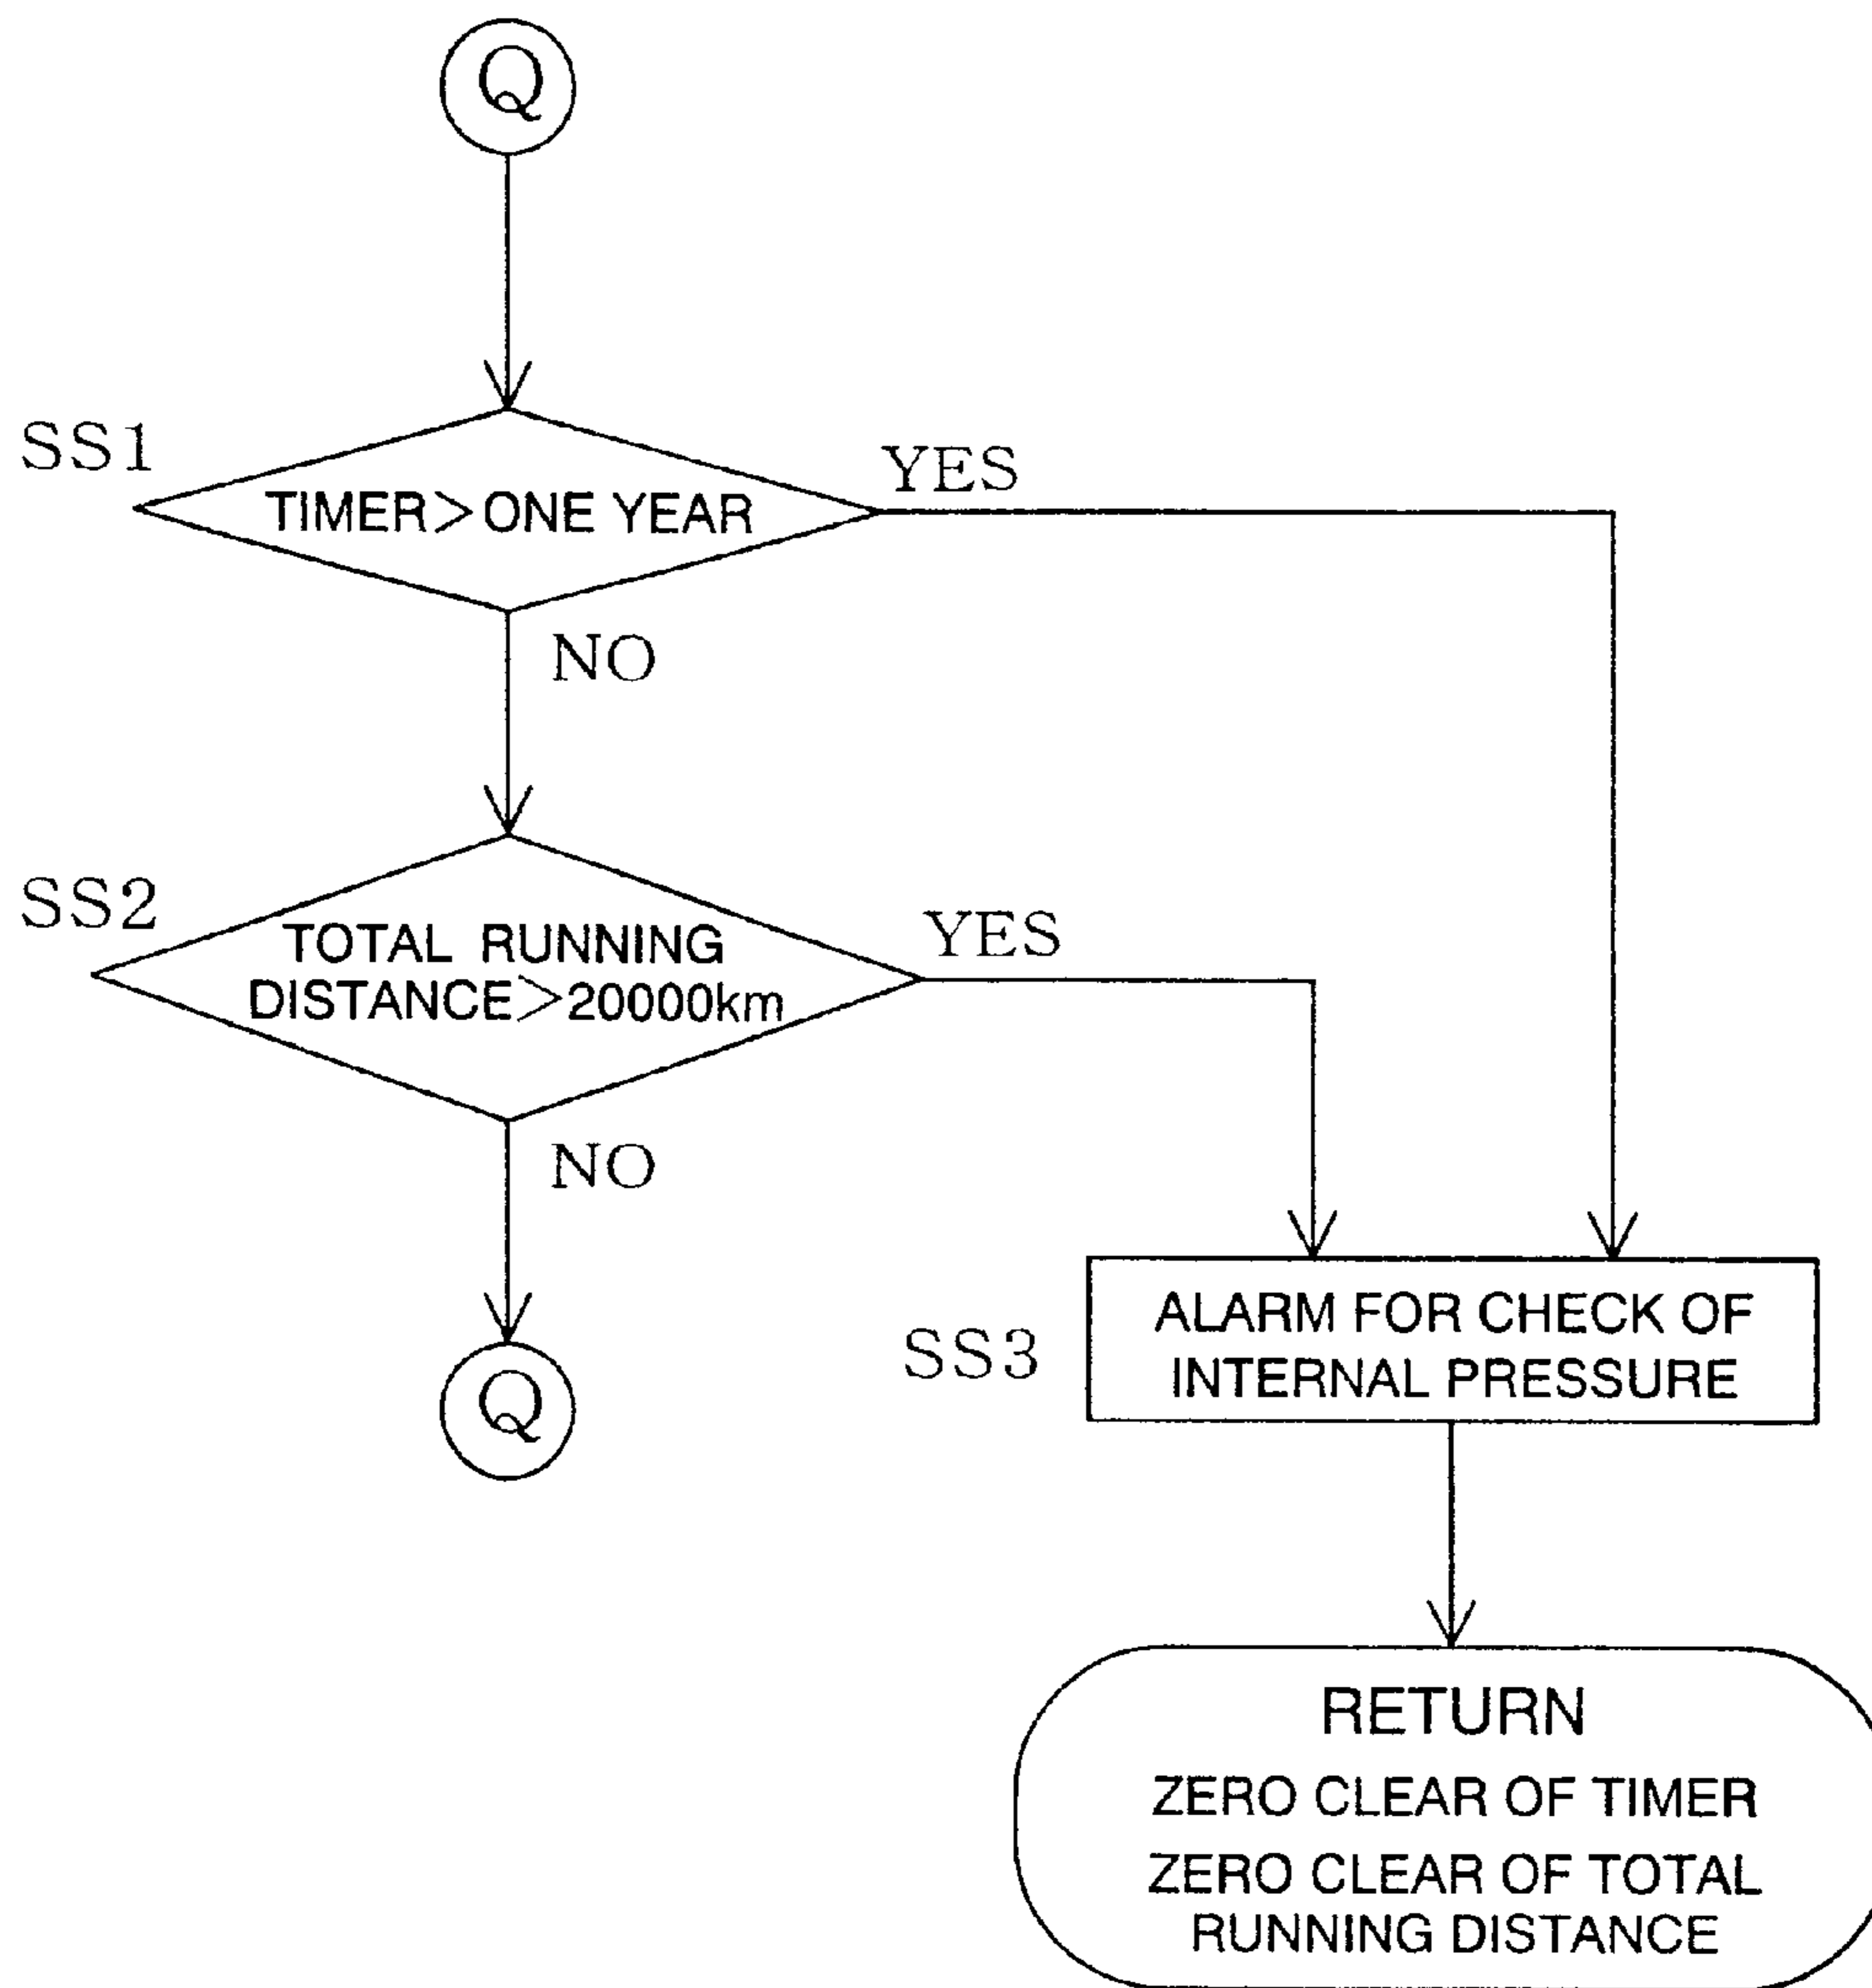 Q
SS1
TIMER>ONE YEAR
YES
NO
SS2
TOTAL RUNNING
DISTANCE>20000km
YES
NO
Q
SS3
ALARM FOR CHECK OF
INTERNAL PRESSURE
RETURN
ZERO CLEAR OF TIMER
ZERO CLEAR OF TOTAL
RUNNING DISTANCE